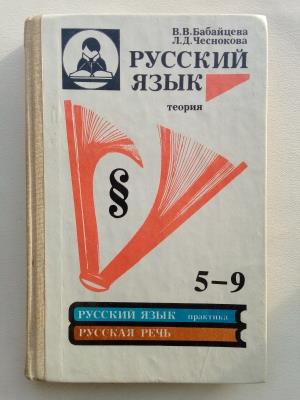 В.В.Бабайцева
Л.Д.Чеснокова
РУССКИЙ
ЯЗЫК
теория
§
5–9
РУССКИЙ ЯЗЫК практика
РУССКАЯ РЕЧЬ